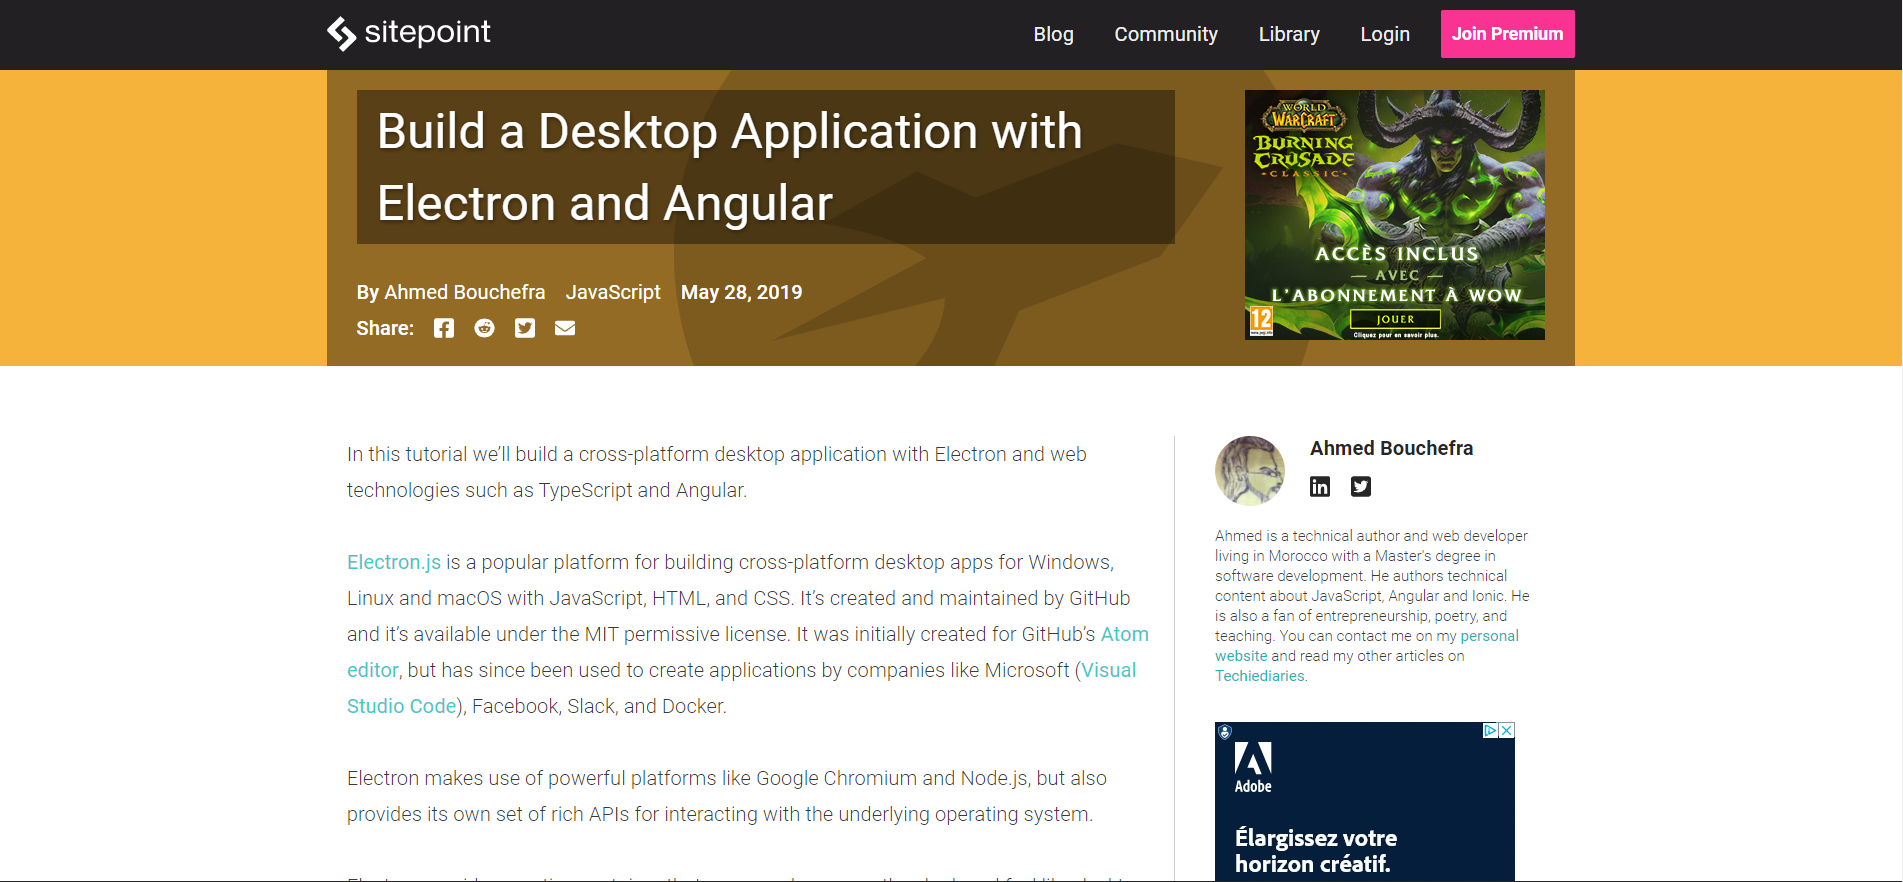 sitepoint
Blog Community Library Login Join Premium
Build a Desktop Application with
Electron and Angular
By Ahmed Bouchefra JavaScript May 28, 2019
Share:
WORLD
WARCRAFT
BURNING
CRUSADE
CLASSIC
ACCÈS INCLUS
AVEC
L'ABONNEMENT À WOW
12
JOUER
Cliquez pour en savoir plus.
In this tutorial we’ll build a cross-platform desktop application with Electron and web
technologies such as TypeScript and Angular.
Electron.js is a popular platform for building cross-platform desktop apps for Windows,
Linux and macOS with JavaScript, HTML, and CSS. It’s created and maintained by GitHub
and it’s available under the MIT permissive license. It was initially created for GitHub’s Atom
editor, but has since been used to create applications by companies like Microsoft (Visual
Studio Code), Facebook, Slack, and Docker.
Electron makes use of powerful platforms like Google Chromium and Node.js, but also
provides its own set of rich APIs for interacting with the underlying operating system.
Ahmed Bouchefra
Ahmed is a technical author and web developer
living in Morocco with a Master's degree in
software development. He authors technical
content about JavaScript, Angular and Ionic. He
is also a fan of entrepreneurship, poetry, and
teaching. You can contact me on my personal
website and read my other articles on
Techiediaries.
Adobe
Élargissez votre
horizon créatif.